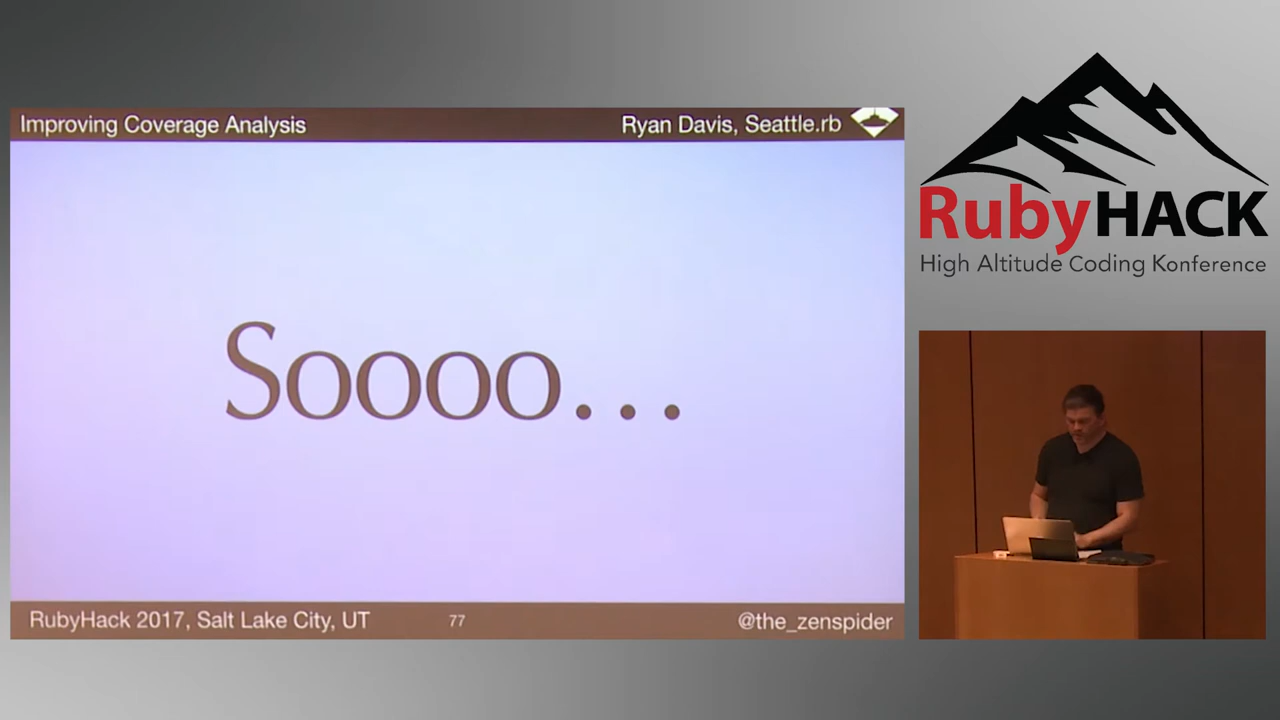 Improving Coverage Analysis
Ryan Davis, Seattle.rb
Soooo...
RubyHack 2017, Salt Lake City, UT
77
@the_zenspider
RubyHACK
High Altitude Coding Konference